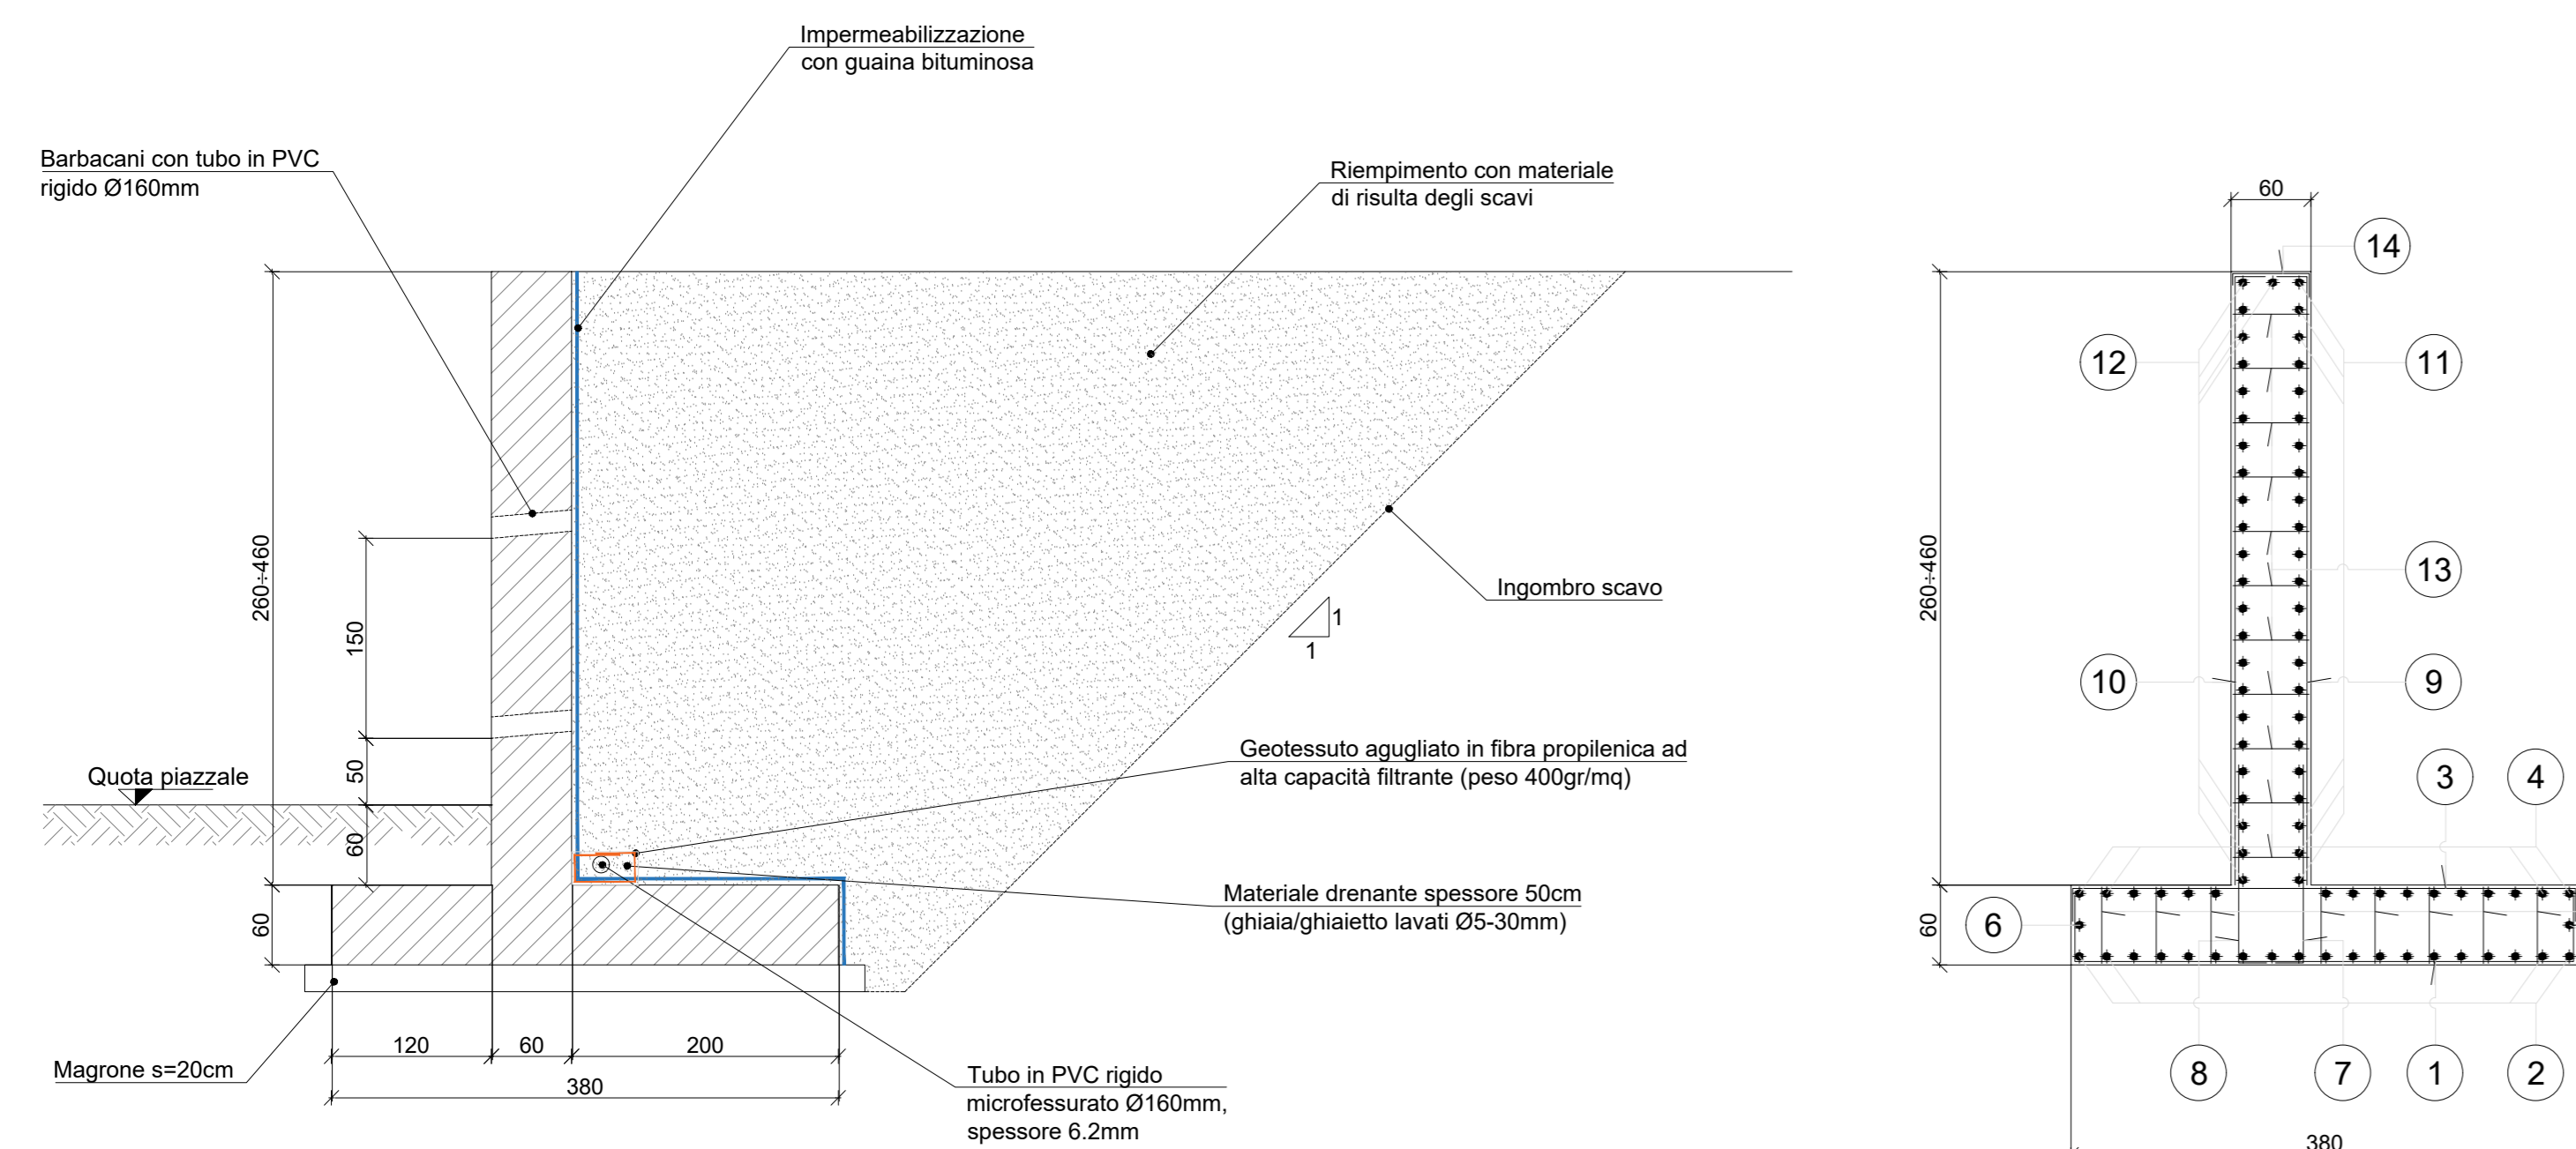 Impermeabilizzazione
con guaina bituminosa
Barbacani con tubo in PVC
rigido Ø160mm
Riempimento con materiale
di risulta degli scavi
260÷460
150
50
60
60
Quota piazzale
Ingombro scavo
1
1
Geotessuto agugliato in fibra propilenica ad
alta capacità filtrante (peso 400gr/mq)
Materiale drenante spessore 50cm
(ghiaia/ghiaietto lavati Ø5-30mm)
120
60
200
380
Magrone s=20cm
Tubo in PVC rigido
microfessurato Ø160mm,
spessore 6.2mm
60
14
12
11
260÷460
13
10
9
3
4
60
6
8
7
1
2
380